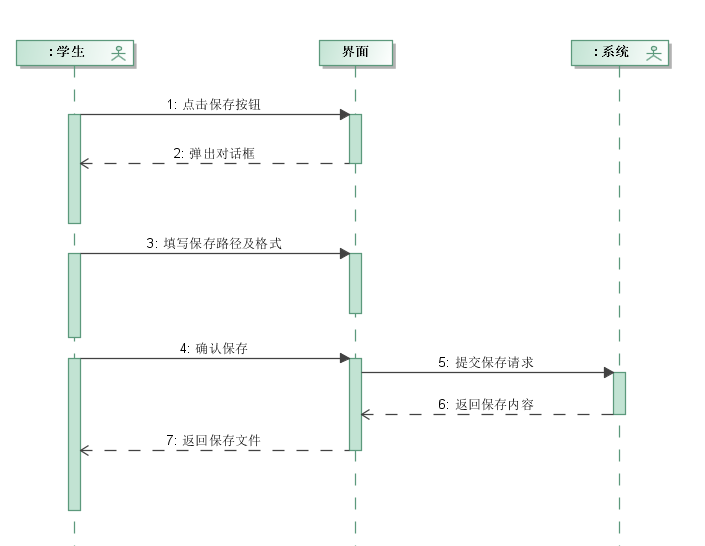 :学生
界面
:系统
1: 点击保存按钮
2: 弹出对话框
3: 填写保存路径及格式
4: 确认保存
5: 提交保存请求
6: 返回保存内容
7: 返回保存文件